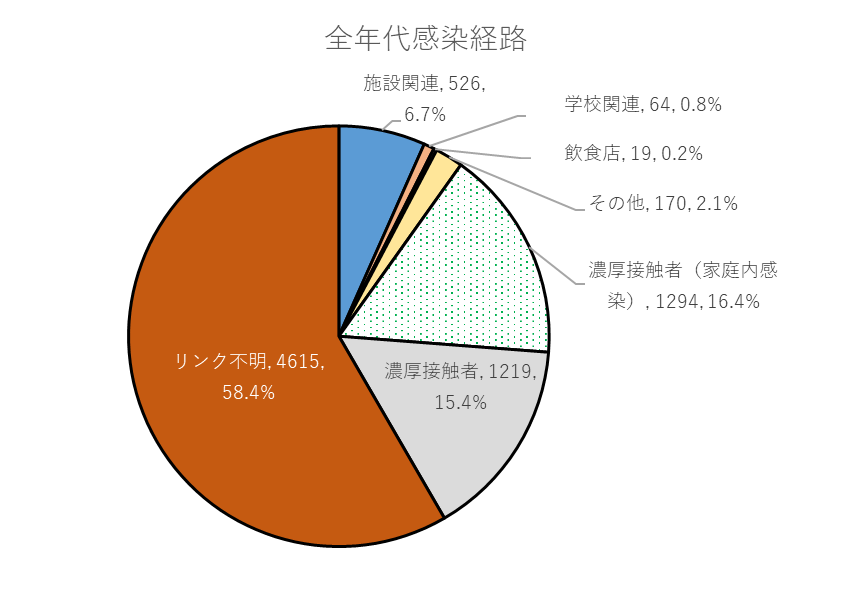 全年代感染経路
施設関連, 526,
6.7%
学校関連, 64, 0.8%
飲食店, 19, 0.2%
その他, 170, 2.1%
濃厚接触者（家庭内感
染）, 1294, 16.4%
濃厚接触者, 1219,
15.4%
リンク不明, 4615,
58.4%